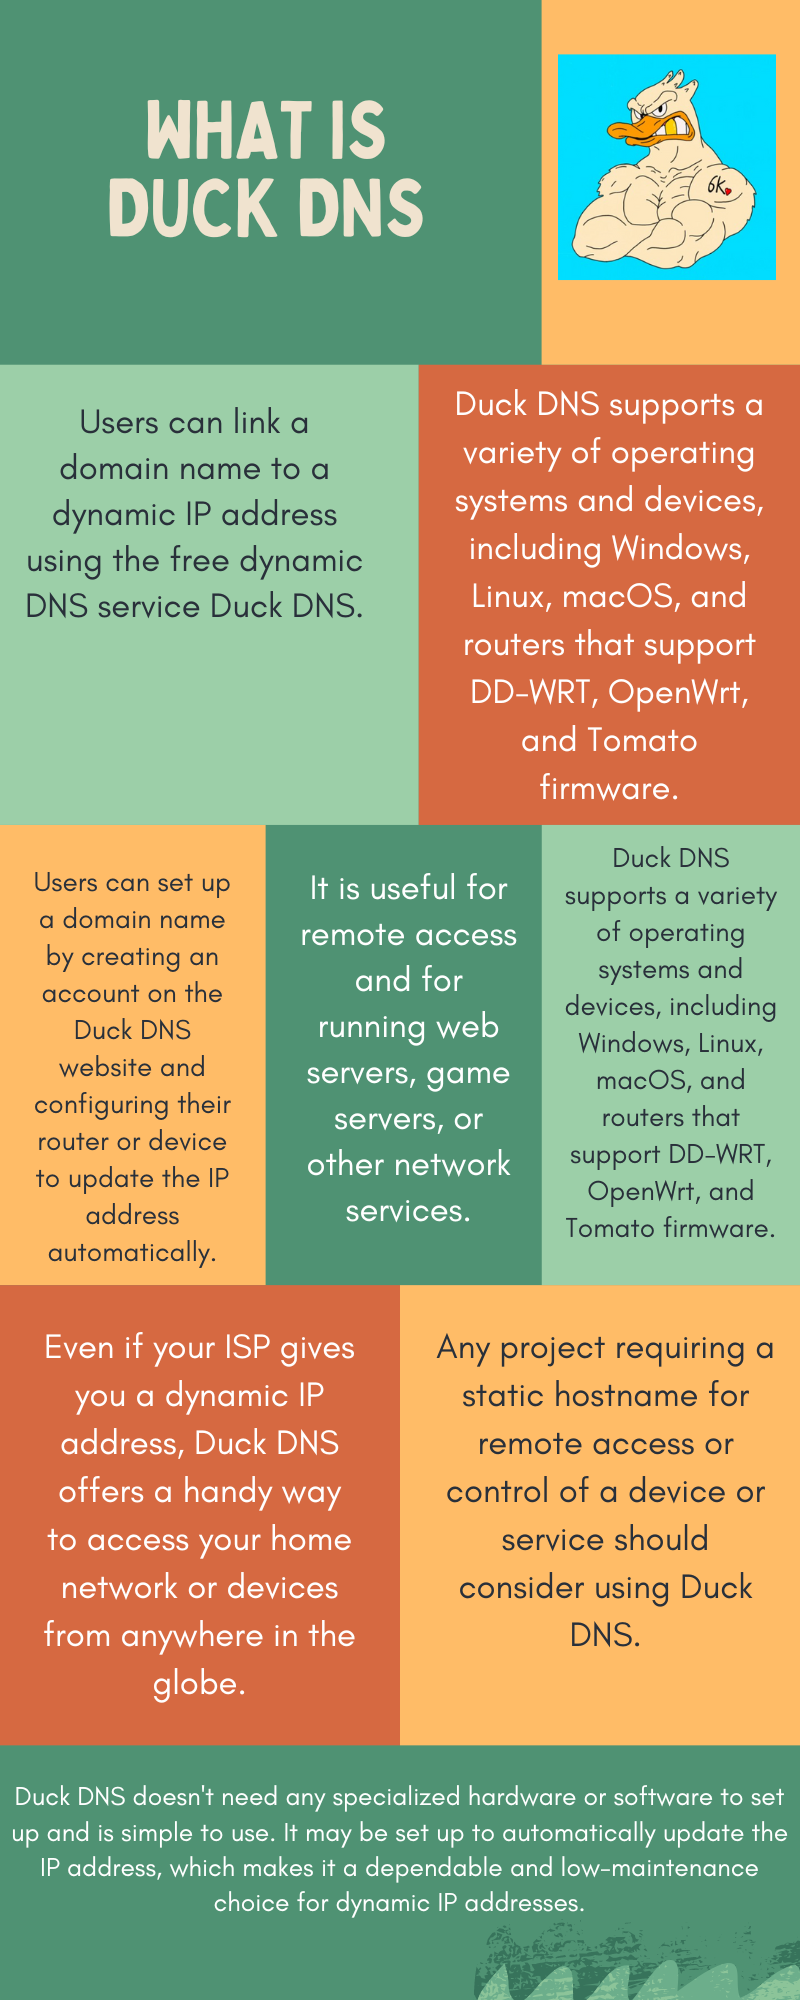 WHAT IS
DUCK DNS
6K
Users can link a
domain name to a
dynamic IP address
using the free dynamic
DNS service Duck DNS.
Duck DNS supports a
variety of operating
systems and devices,
including Windows,
Linux, macOS, and
routers that support
DD-WRT, OpenWrt,
and Tomato
firmware.
Users can set up
a domain name
by creating an
account on the
Duck DNS
website and
configuring their
router or device
to update the IP
address
automatically.
It is useful for
remote access
and for
running web
servers, game
servers, or
other network
services.
Duck DNS
supports a variety
of operating
systems and
devices, including
Windows, Linux,
macOS, and
routers that
support DD-WRT,
OpenWrt, and
Tomato firmware.
Even if your ISP gives
you a dynamic IP
address, Duck DNS
offers a handy way
to access your home
network or devices
from anywhere in the
globe.
Any project requiring a
static hostname for
remote access or
control of a device or
service should
consider using Duck
DNS.
Duck DNS doesn't need any specialized hardware or software to set
up and is simple to use. It may be set up to automatically update the
IP address, which makes it a dependable and low-maintenance
choice for dynamic IP addresses.